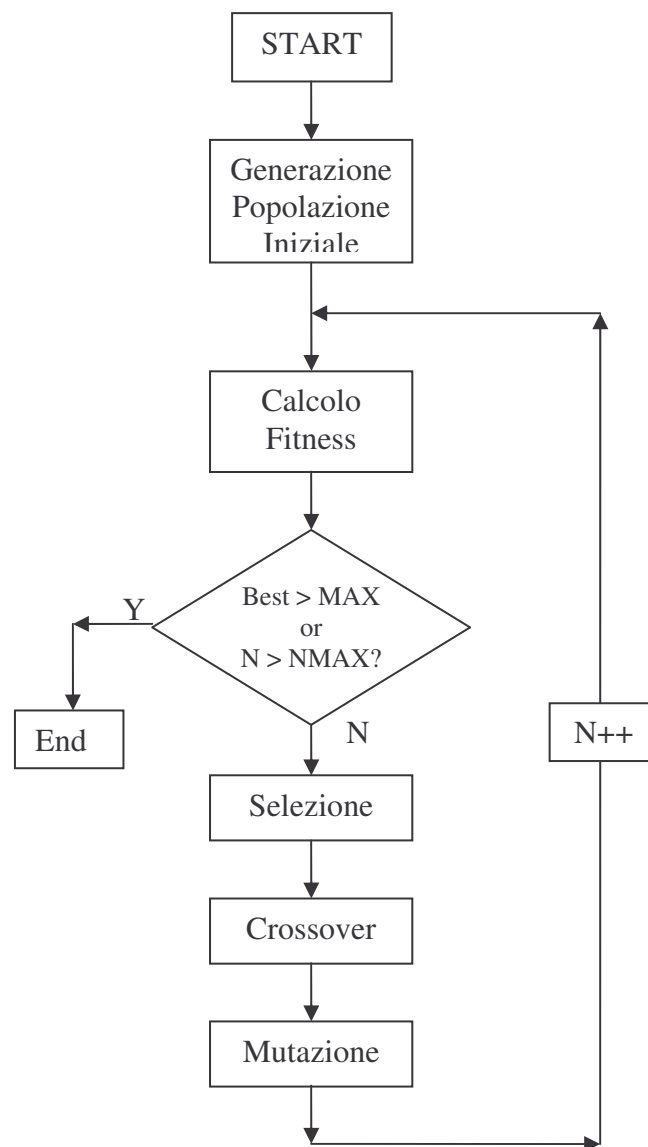 START
Generazione
Popolazione
Iniziale
Calcolo
Fitness
Best > MAX
or
N > NMAX?
Y
End
N
N++
Selezione
Crossover
Mutazione